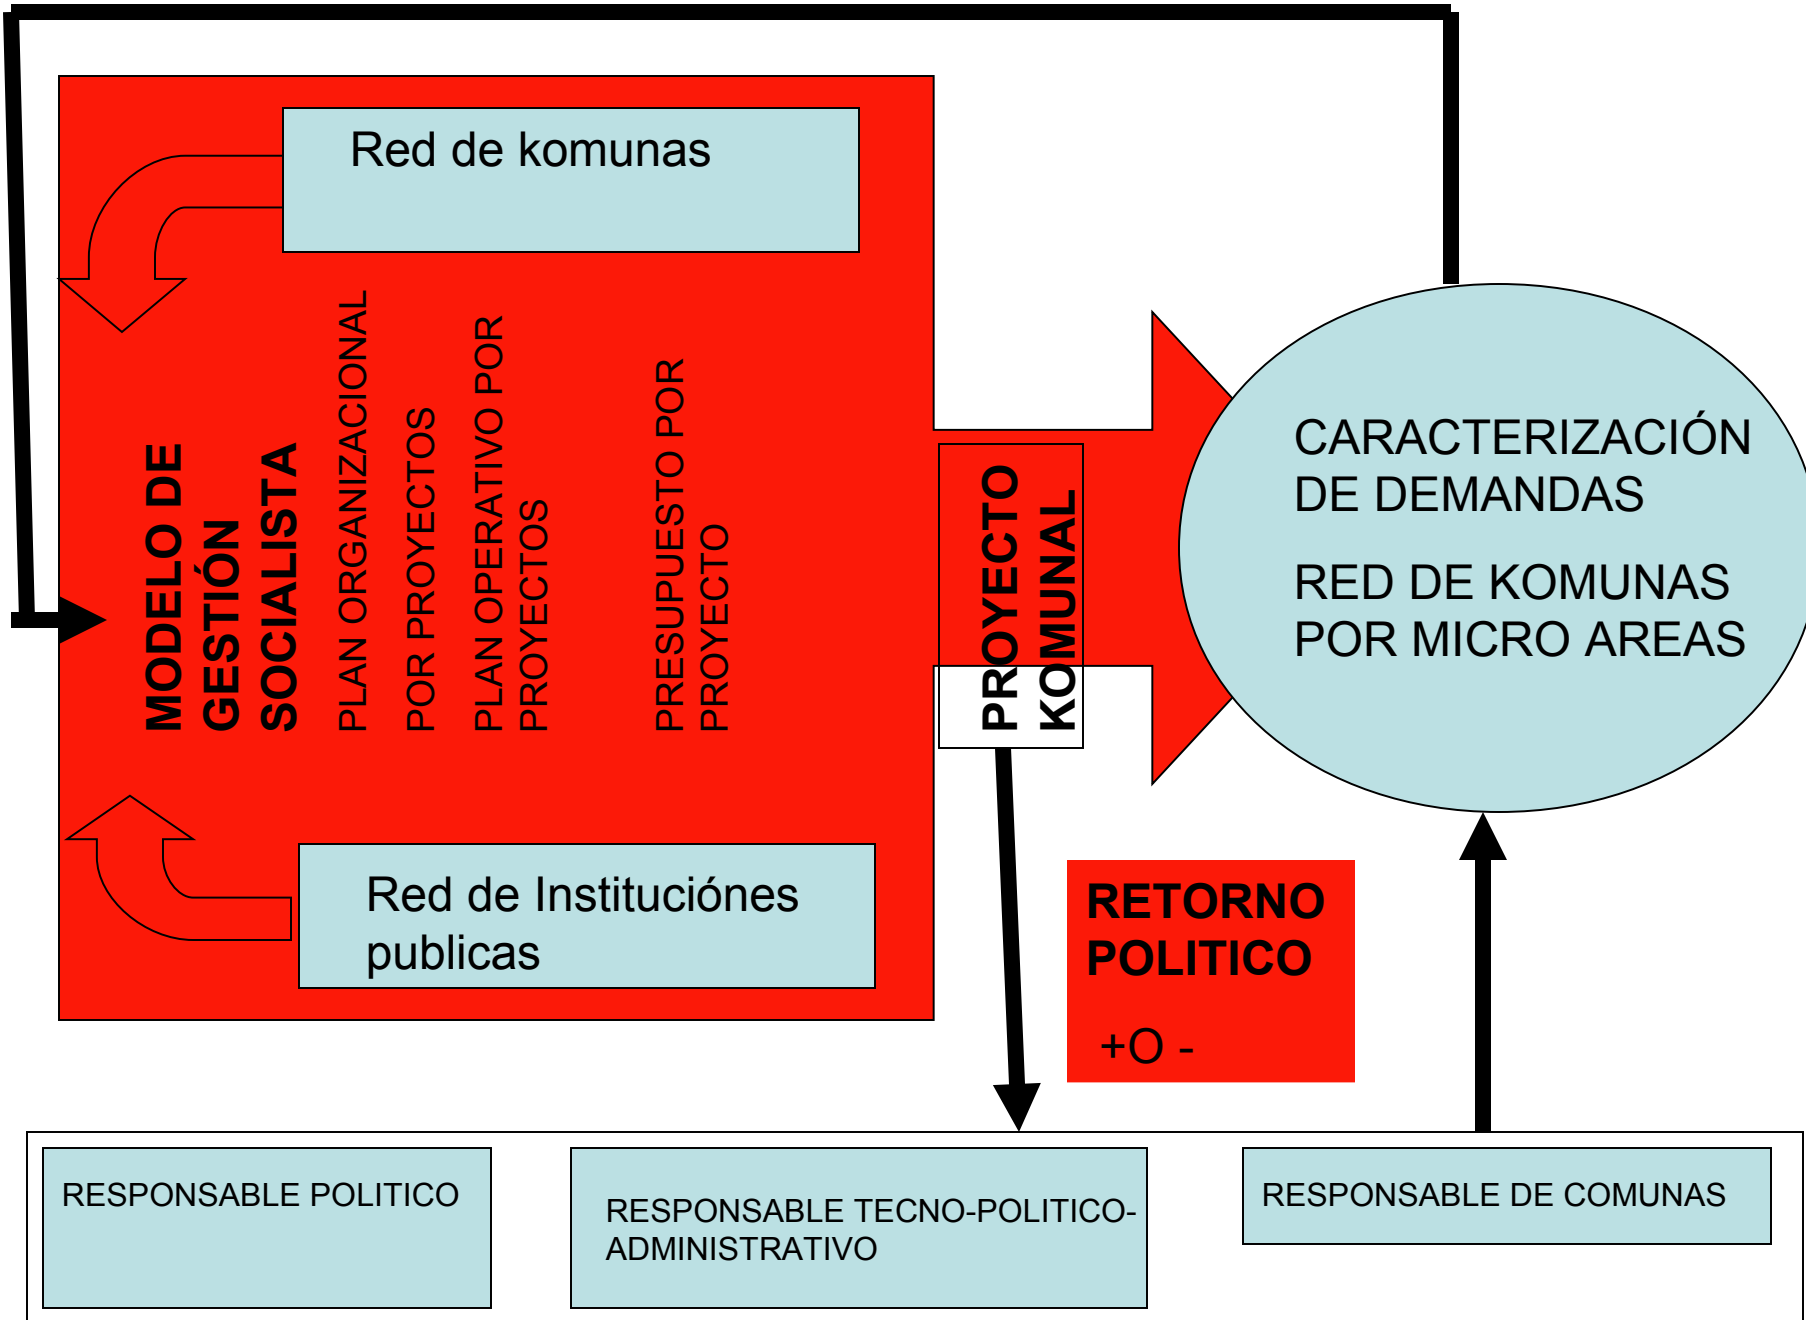 Red de komunas
MODELO DE
GESTIÓN
SOCIALISTA
PLAN ORGANIZACIONAL
POR PROYECTOS
PLAN OPERATIVO POR
PROYECTOS
PRESUPUESTO POR
PROYECTO
PROYECTO
KOMUNAL
CARACTERIZACIÓN
DE DEMANDAS
RED DE KOMUNAS
POR MICRO AREAS
Red de Instituciónes
publicas
RETORNO
POLITICO
+O -
RESPONSABLE POLITICO
RESPONSABLE TECNO-POLITICO-
ADMINISTRATIVO
RESPONSABLE DE COMUNAS